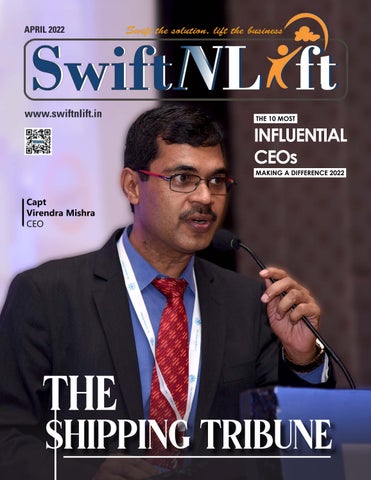 APRIL 2022
Swift the solution, lift the business
SwiftNLift
www.swiftnlift.in
THE 10 MOST
INFLUENTIAL
CEOs
MAKING A DIFFERENCE 2022
Capt
Virendra Mishra
CEO
THE
SHIPPING TRIBUNE